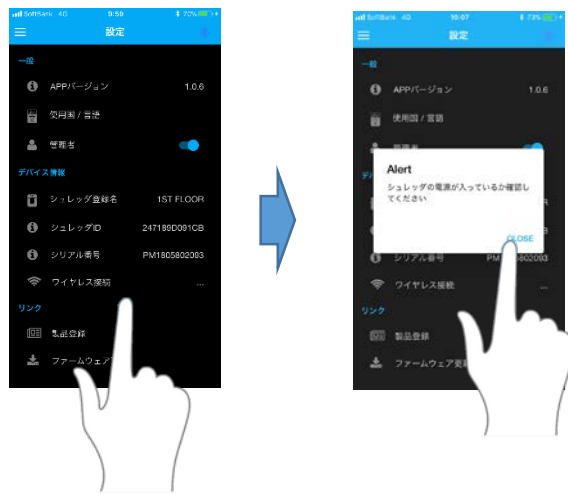 SoftBank 4G 9:59 70%
設定
一般
APPバージョン 1.0.6
使用国 / 言語
管理者
デバイス情報
シュレッダ登録名 1ST FLOOR
シュレッダID 247189D091CB
シリアル番号 PM1805802093
ワイヤレス接続 ...
リンク
製品登録
ファームウェア
SoftBank 4G 10:07 73%
設定
一般
APPバージョン 1.0.6
使用国 / 言語
管理者
デ
Alert
シュレッダの電源が入っているか確認し
てください
CLOSE
R
B
シリアル番号 PM 5802093
ワイヤレス接続 ...
リンク
製品登録
ファームウェア更